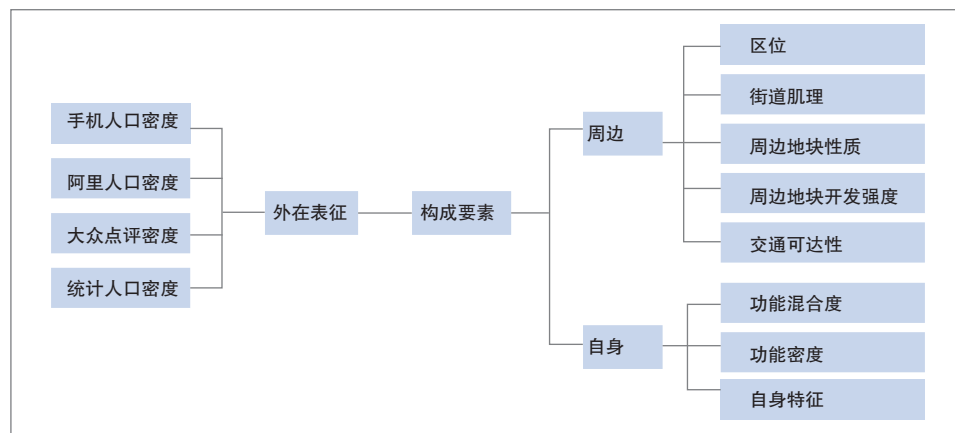 手机人口密度
阿里人口密度
大众点评密度
统计人口密度
外在表征
构成要素
周边
区位
街道肌理
周边地块性质
周边地块开发强度
交通可达性
自身
功能混合度
功能密度
自身特征